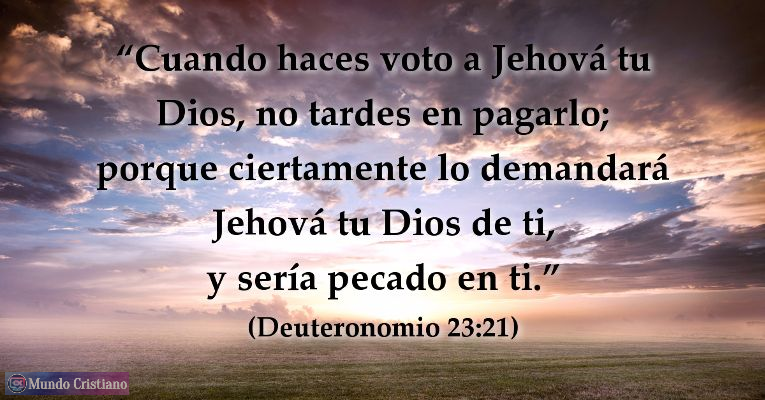 “Cuando haces voto a Jehová tu
Dios, no tardes en pagarlo;
porque ciertamente lo demandará
Jehová tu Dios de ti,
y sería pecado en ti.”
(Deuteronomio 23:21)
Mundo Cristiano